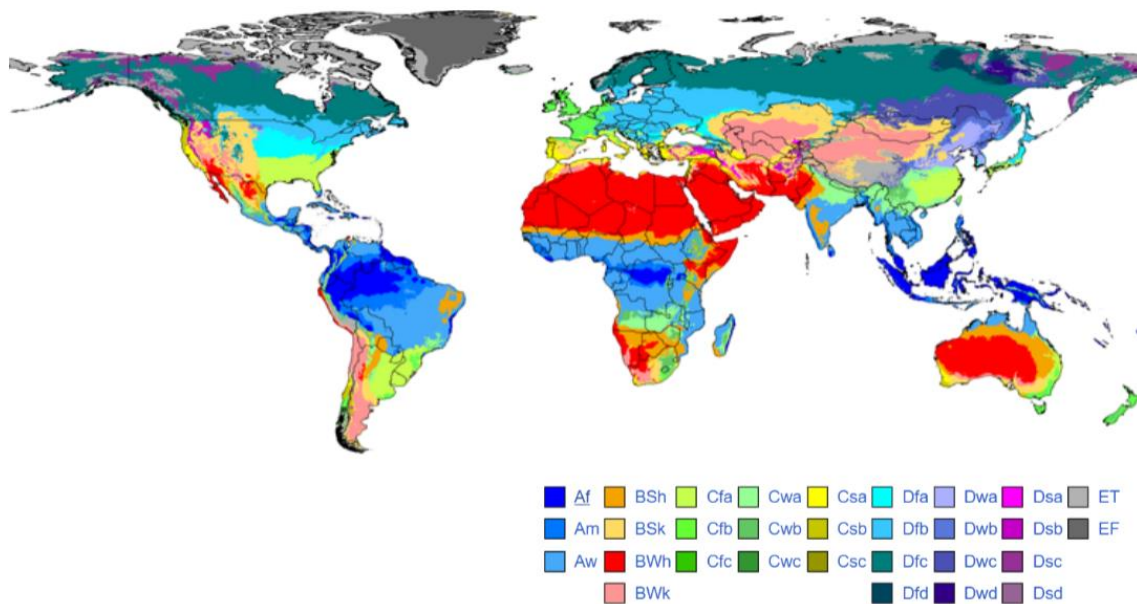 Af BSh Cfa Cwa Csa Dfa Dwa Dsa ET
Am BSk Cfb Cwb Csb Dfb Dwb Dsb EF
Aw BWh Cfc Cwc Csc Dfc Dwc Dsc
BWk Dfd Dwd Dsd